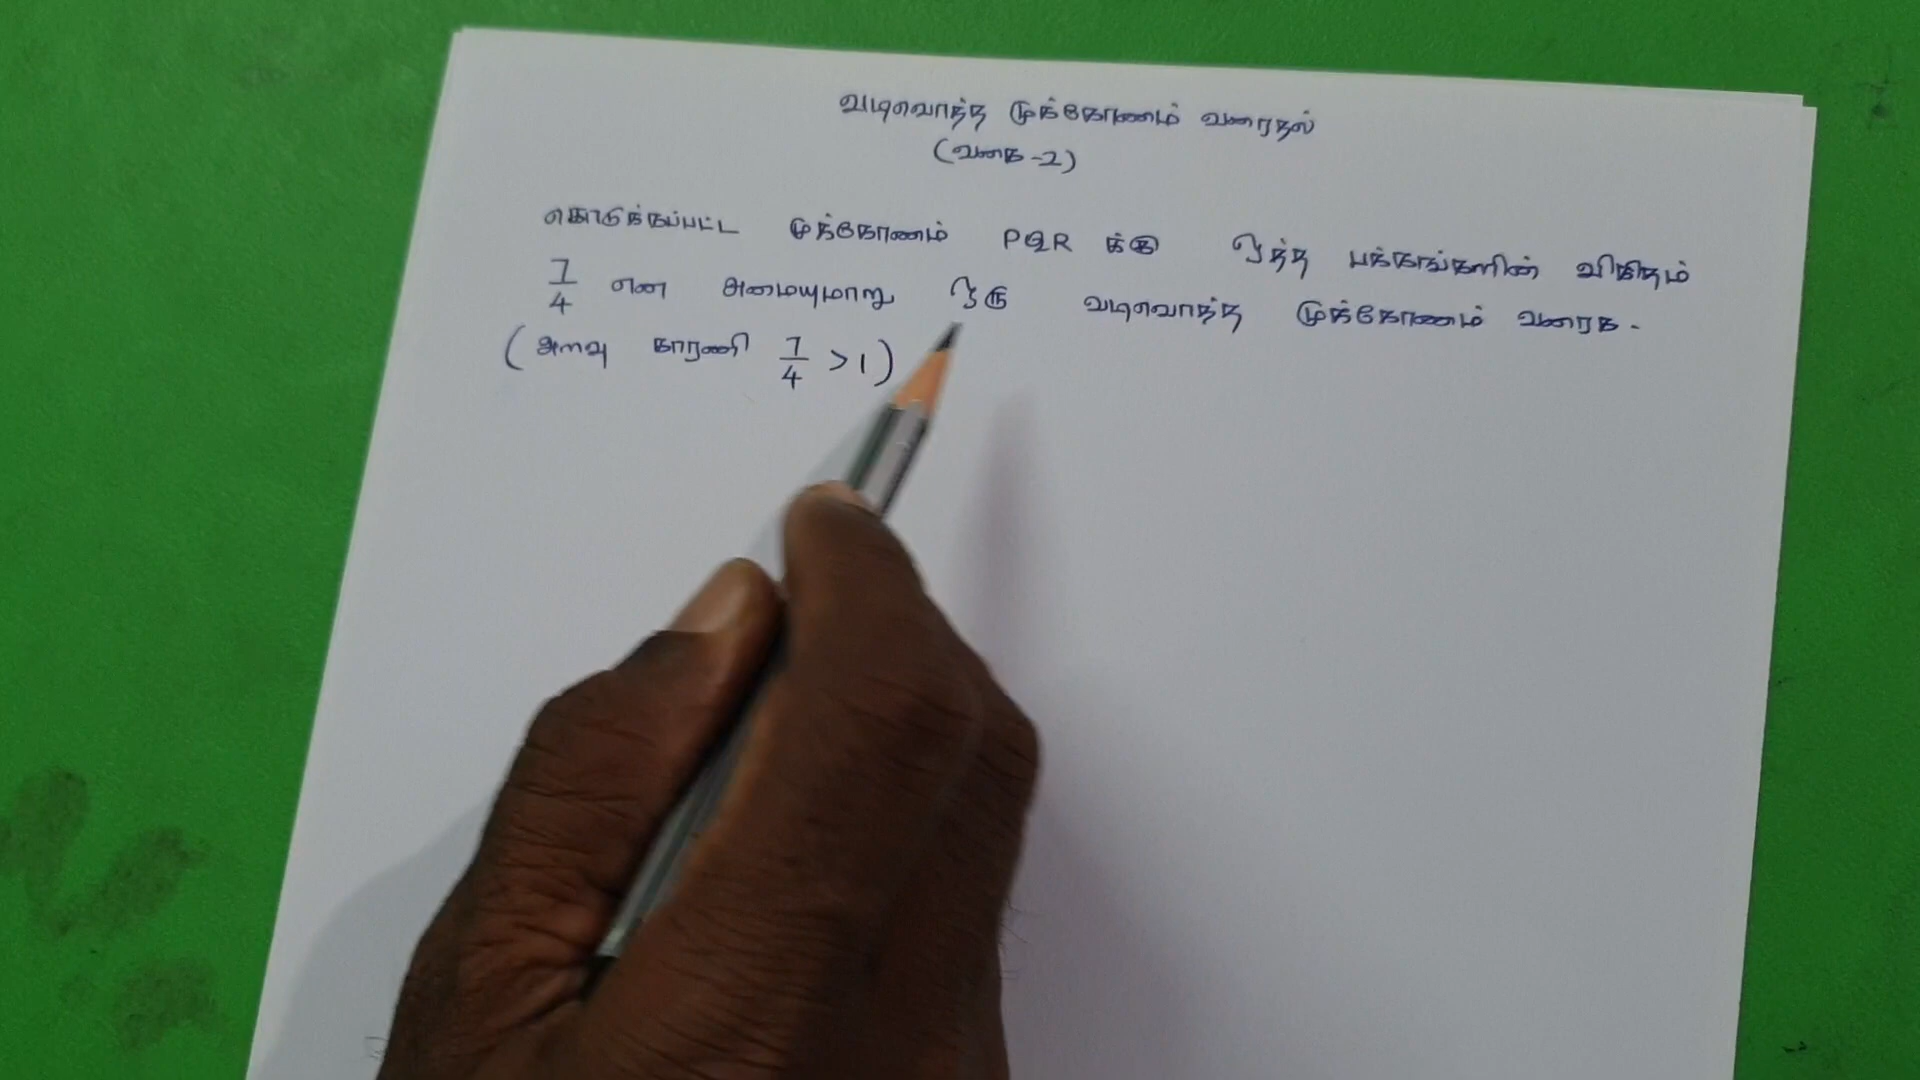 வடிவொத்த முக்கோணம் வரைதல்
(வகை -2)
கொடுக்கப்பட்ட முக்கோணம் PQR க்கு ஒத்த பக்கங்களின் விகிதம்
7/4 என அமையுமாறு ஒரு வடிவொத்த முக்கோணம் வரைக.
(அளவு காரணி 7/4 > 1)